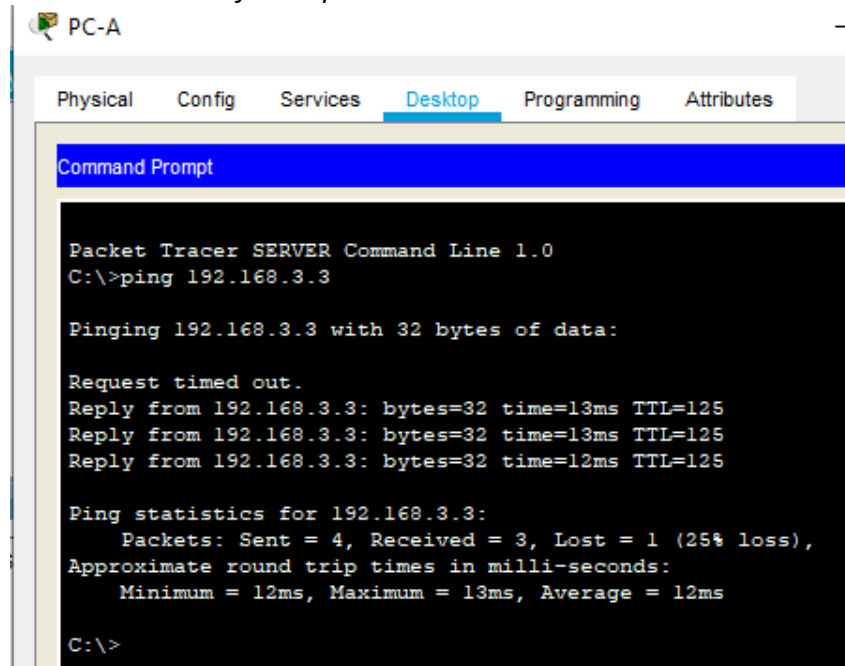 PC-A
Physical Config Services Desktop Programming Attributes
Command Prompt
Packet Tracer SERVER Command Line 1.0
C:\>ping 192.168.3.3
Pinging 192.168.3.3 with 32 bytes of data:
Request timed out.
Reply from 192.168.3.3: bytes=32 time=13ms TTL=125
Reply from 192.168.3.3: bytes=32 time=13ms TTL=125
Reply from 192.168.3.3: bytes=32 time=12ms TTL=125
Ping statistics for 192.168.3.3:
Packets: Sent = 4, Received = 3, Lost = 1 (25% loss),
Approximate round trip times in milli-seconds:
Minimum = 12ms, Maximum = 13ms, Average = 12ms
C:\>